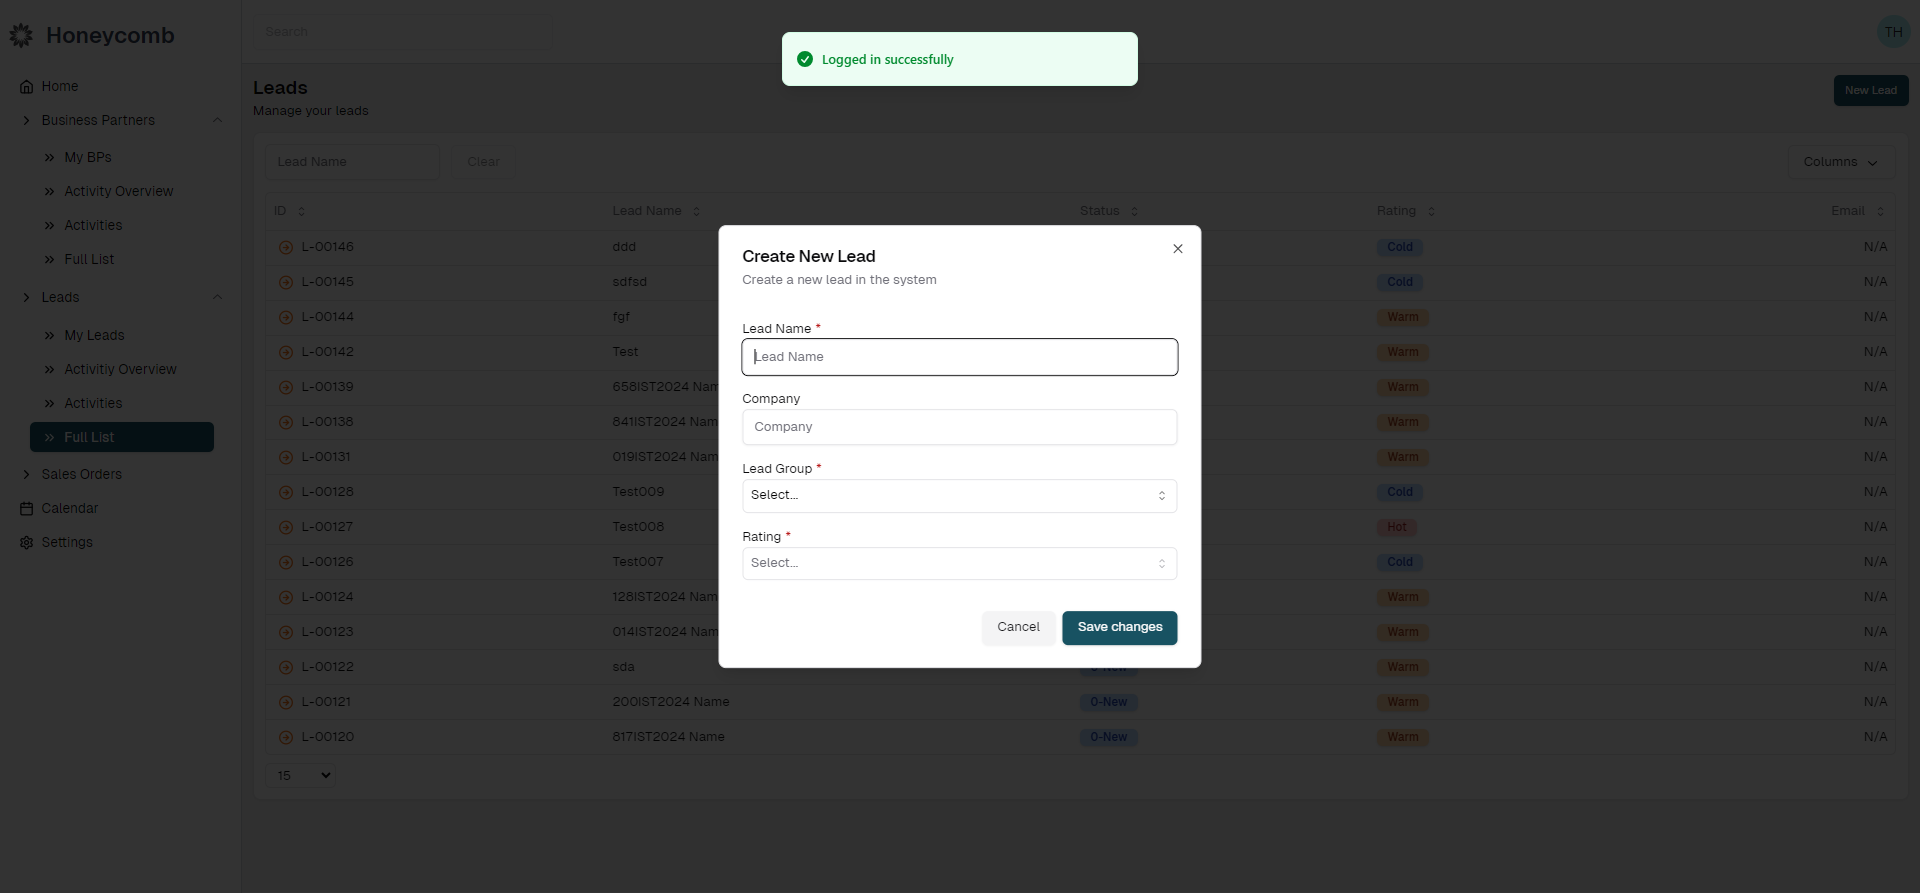 Honeycomb
Search
TH
Logged in successfully
Home
Business Partners
My BPs
Activity Overview
Activities
Full List
Leads
My Leads
Activitiy Overview
Activities
Full List
Sales Orders
Calendar
Settings
Leads
Manage your leads
New Lead
Lead Name
Clear
Columns
ID Lead Name Status Rating Email
L-00146 ddd Cold N/A
L-00145 sdfsd Cold N/A
L-00144 fgf Warm N/A
L-00142 Test Warm N/A
L-00139 658IST2024 Warm N/A
L-00138 841IST2024 Warm N/A
L-00131 019IST2024 Warm N/A
L-00128 Test009 Cold N/A
L-00127 Test008 Hot N/A
L-00126 Test007 Cold N/A
L-00124 128IST2024 Warm N/A
L-00123 014IST2024 Warm N/A
L-00122 sda 0-New Warm N/A
L-00121 200IST2024 Name 0-New Warm N/A
L-00120 817IST2024 Name 0-New Warm N/A
15
Create New Lead
Create a new lead in the system
Lead Name *
Lead Name
Company
Company
Lead Group *
Select...
Rating *
Select...
Cancel
Save changes